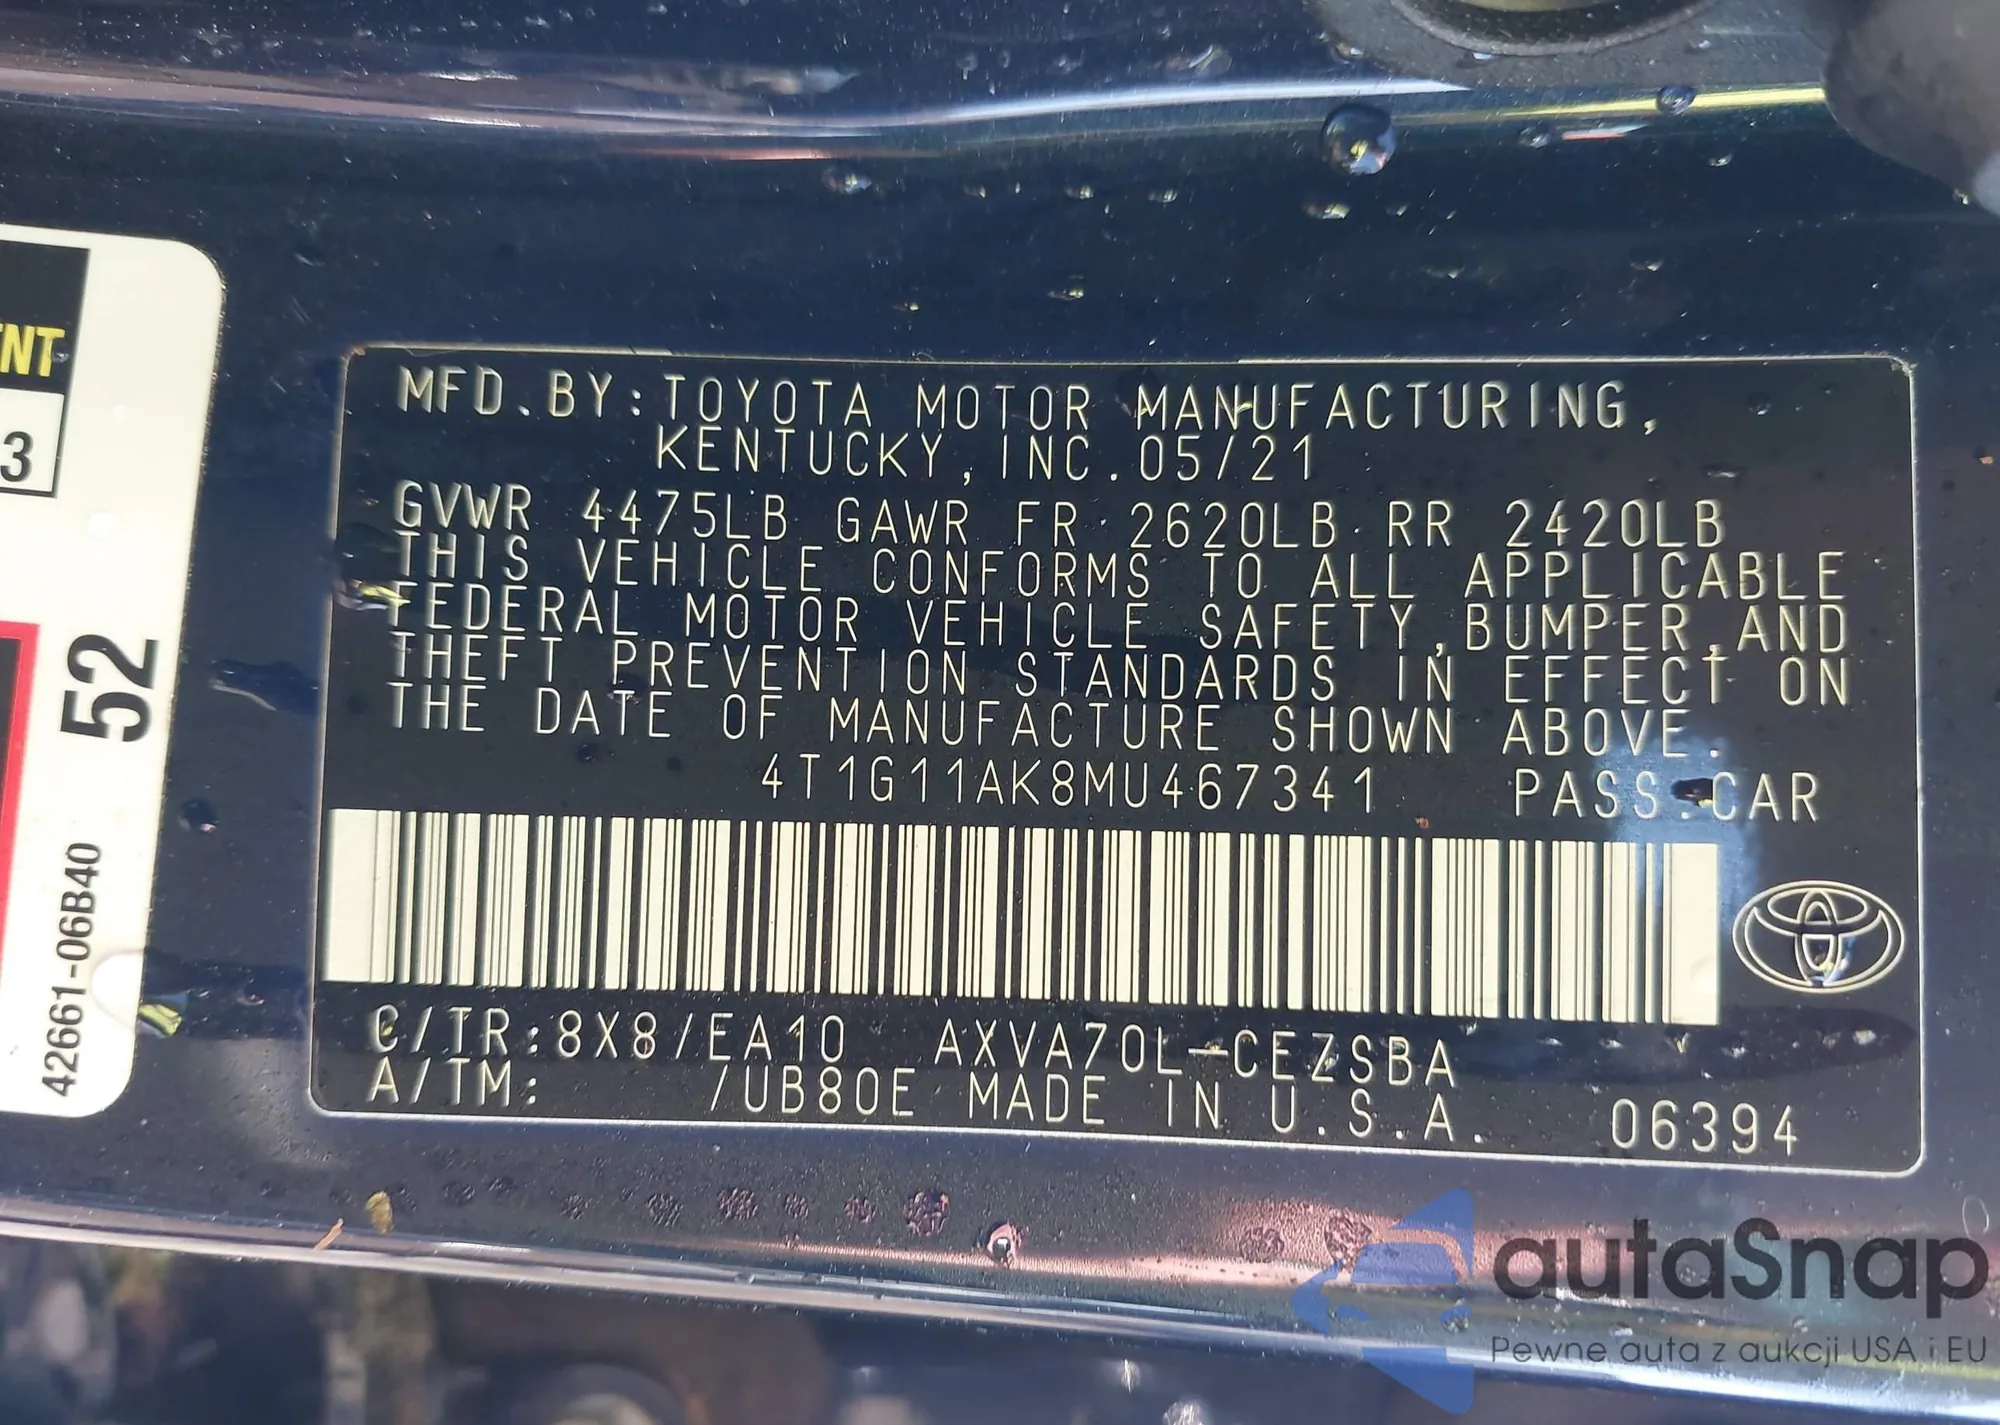 NT
3
52
42661-06B40
MFD.BY:TOYOTA MOTOR MANUFACTURING,
KENTUCKY,INC.05/21
GVWR 4475LB GAWR FR 2620LB RR 2420LB
THIS VEHICLE CONFORMS TO ALL APPLICABLE
FEDERAL MOTOR VEHICLE SAFETY,BUMPER,AND
THEFT PREVENTION STANDARDS IN EFFECT ON
THE DATE OF MANUFACTURE SHOWN ABOVE.
4T1G11AK8MU467341 PASS.CAR
C/TR:8X8/EA10 AXVA70L-CEZSBA
A/TM: /UB80E MADE IN U.S.A. 06394
autaSnap
Pewne auta z aukcji USA i EU